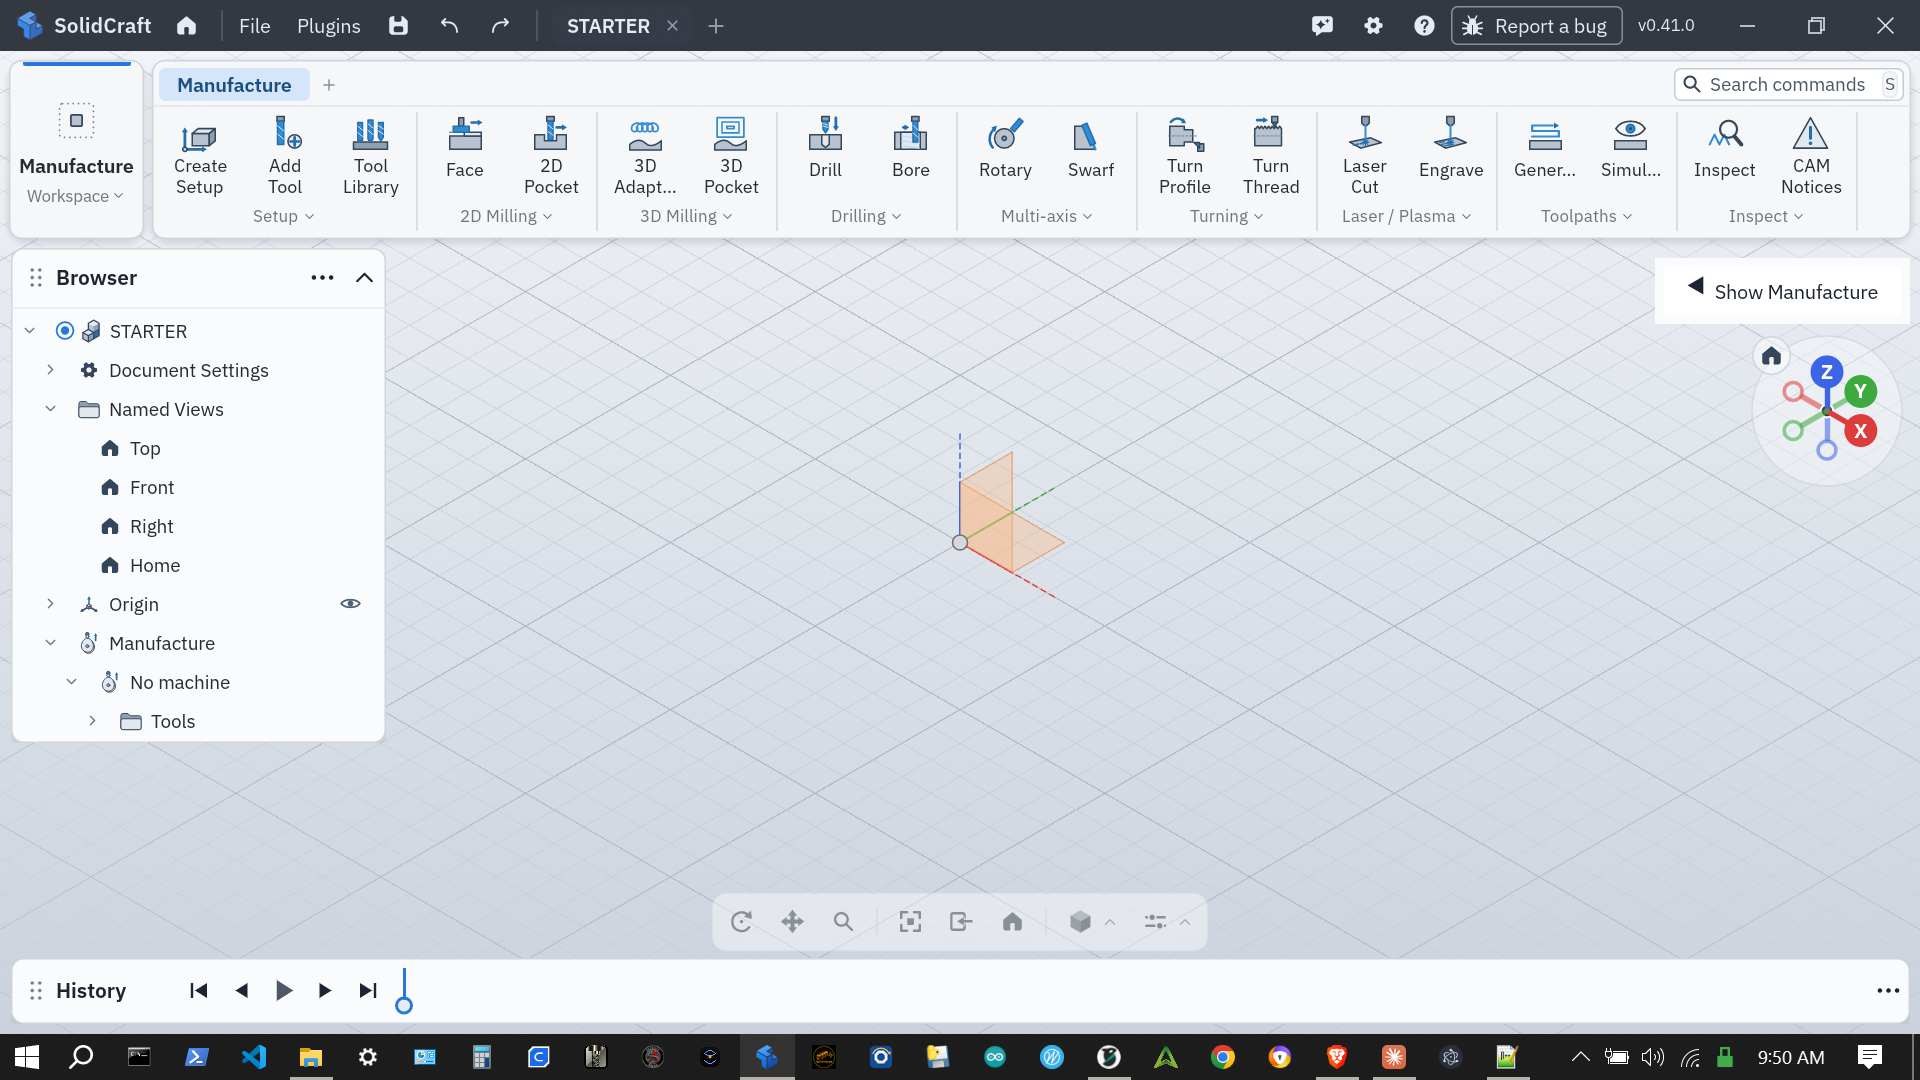 SolidCraft File Plugins STARTER Report a bug v0.41.0
Manufacture
Search commands S
Manufacture
Workspace
Create Setup
Add Tool
Tool Library
Setup
Face
2D Pocket
2D Milling
3D Adapt...
3D Pocket
3D Milling
Drill
Bore
Drilling
Rotary
Swarf
Multi-axis
Turn Profile
Turn Thread
Turning
Laser Cut
Engrave
Laser / Plasma
Gener...
Simul...
Toolpaths
Inspect
CAM Notices
Inspect
Browser
STARTER
Document Settings
Named Views
Top
Front
Right
Home
Origin
Manufacture
No machine
Tools
Show Manufacture
Z
Y
X
History
9:50 AM